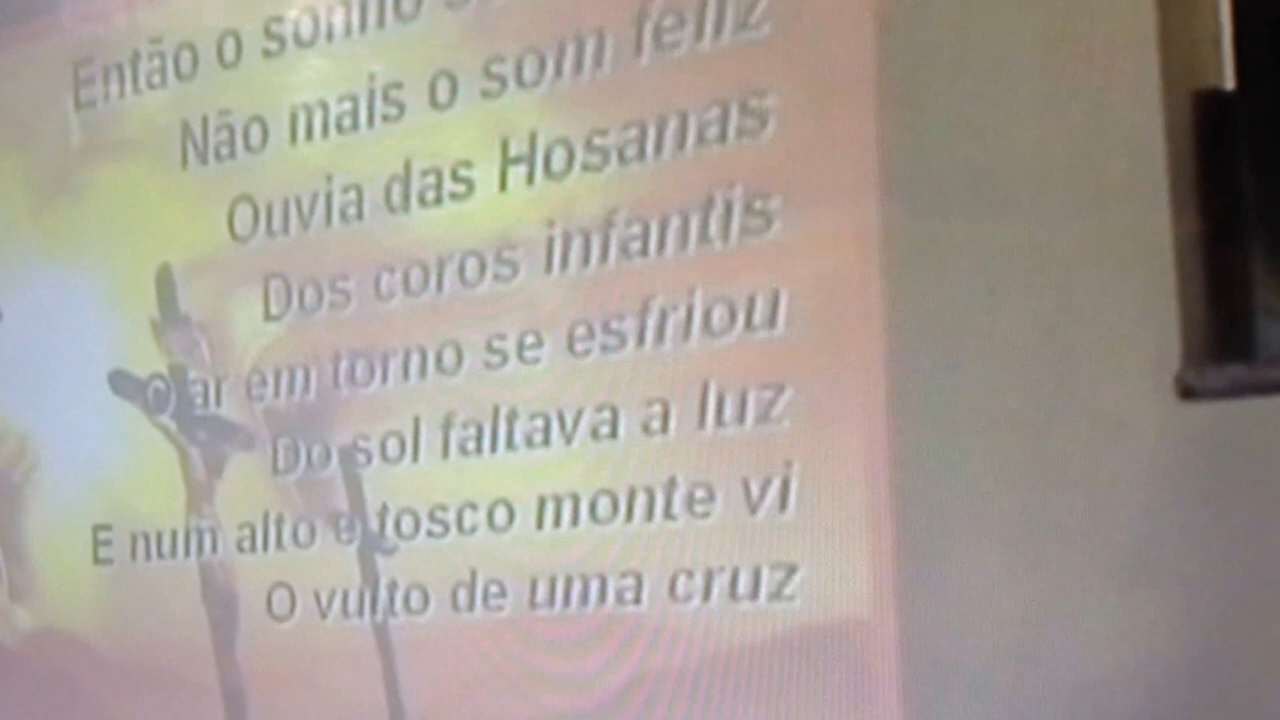 Então o sonho
Não mais o som feliz
Ouvia das Hosanas
Dos coros infantis
O ar em torno se esfriou
Do sol faltava a luz
E num alto e tosco monte vi
O vulto de uma cruz